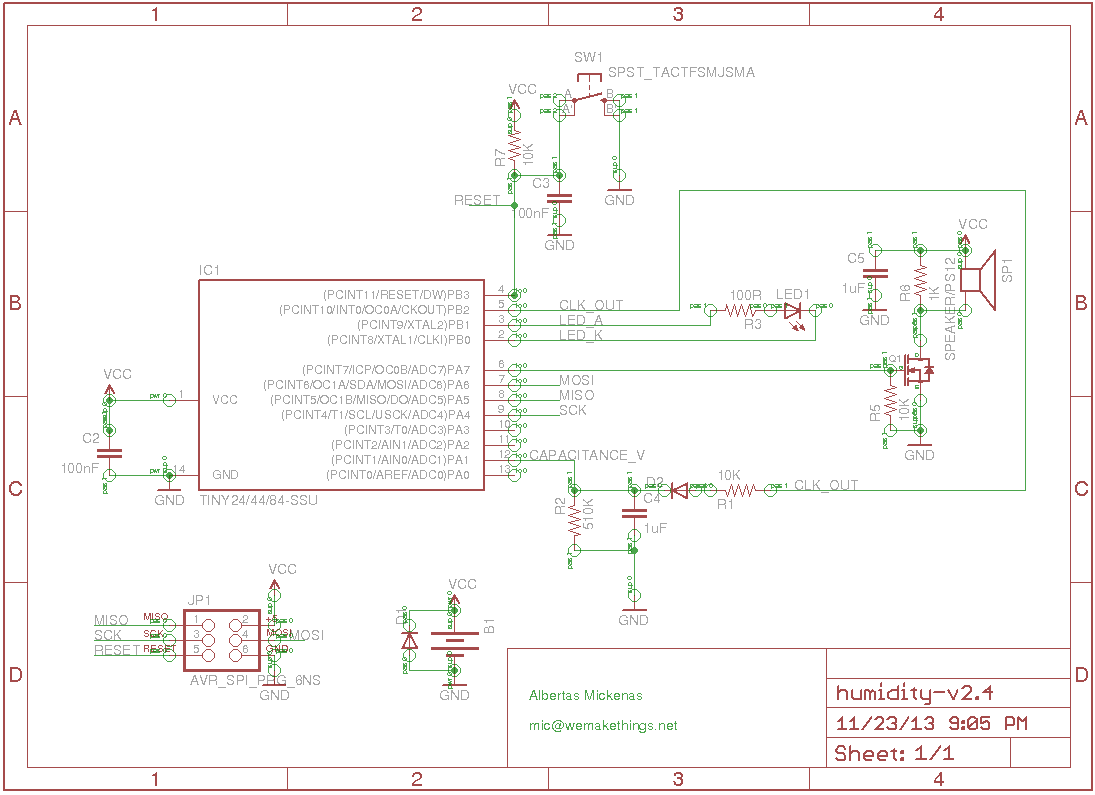 1 2 3 4
A A
B B
C C
D D
SW1
SPST_TACTFSMJSMA
VCC
A B
A' B'
R7
10K
C3
00nF
GND
GND
RESET
IC1
(PCINT11/RESET/DW)PB3 4
(PCINT10/INT0/OC0A/CKOUT)PB2 5 CLK_OUT
(PCINT9/XTAL2)PB1 3 LED_A
(PCINT8/XTAL1/CLKI)PB0 2 LED_K
(PCINT7/ICP/OC0B/ADC7)PA7 6
(PCINT6/OC1A/SDA/MOSI/ADC6)PA6 7 MOSI
(PCINT5/OC1B/MISO/DO/ADC5)PA5 8 MISO
(PCINT4/T1/SCL/USCK/ADC4)PA4 9 SCK
(PCINT3/T0/ADC3)PA3 10
(PCINT2/AIN1/ADC2)PA2 11
(PCINT1/AIN0/ADC1)PA1 12 CAPACITANCE_V
(PCINT0/AREF/ADC0)PA0 13
1 VCC
14 GND
TINY24/44/84-SSU
VCC
C2
100nF
GND
100R
R3
LED1
VCC
C5
1uF
GND
R6
1K
SPEAKER/PS12
SP1
Q1
R5
10K
GND
R2
510K
C4
1uF
D2
10K
R1
CLK_OUT
GND
VCC
JP1
MISO MISO 1 2 +5
SCK SCK 3 4 MOSI MOSI
RESET RESET 5 6 GND
AVR_SPI_PRG_6NS
GND
VCC
D1
B1
GND
Albertas Mickenas
mic@wemakethings.net
humidity-v2.4
11/23/13 9:05 PM
Sheet: 1/1
1 2 3 4